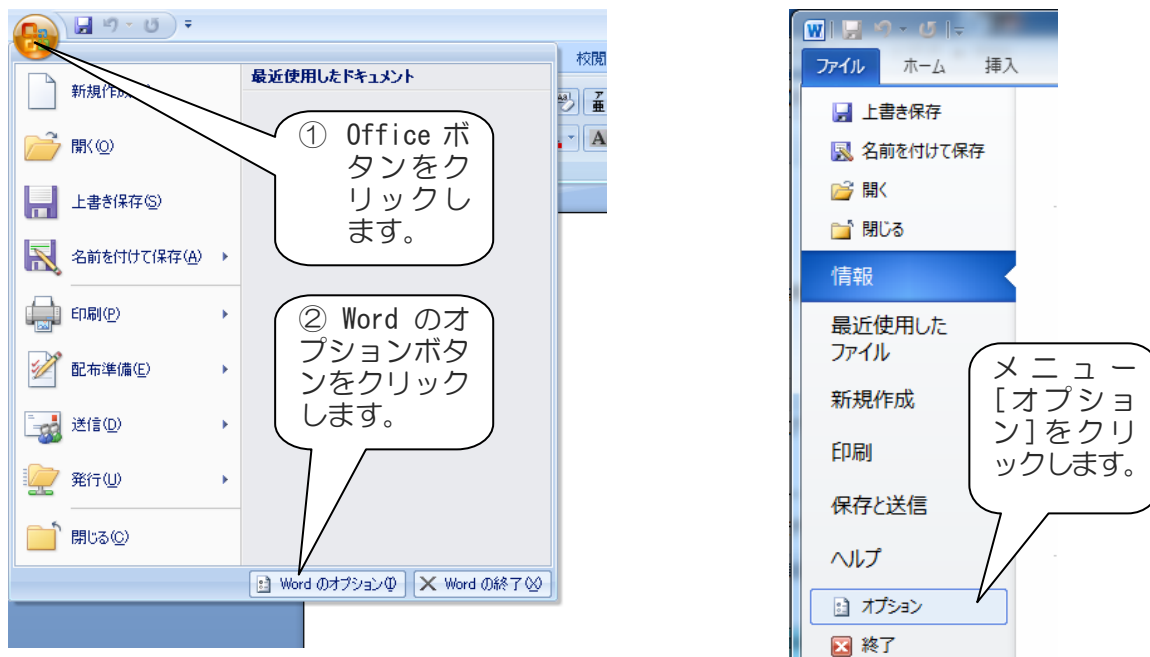 校閲
最近使用したドキュメント
新規作成
開く(O)
上書き保存(S)
名前を付けて保存(A)
印刷(P)
配布準備(E)
送信(D)
発行(U)
閉じる(C)
Word のオプション(I)
Word の終了(X)
① Office ボ
タンをク
リックし
ます。
② Word のオ
プションボタ
ンをクリック
します。
ファイル ホーム 挿入
上書き保存
名前を付けて保存
開く
閉じる
情報
最近使用した
ファイル
新規作成
印刷
保存と送信
ヘルプ
オプション
終了
メニュー
[オプショ
ン]をクリ
ックします。